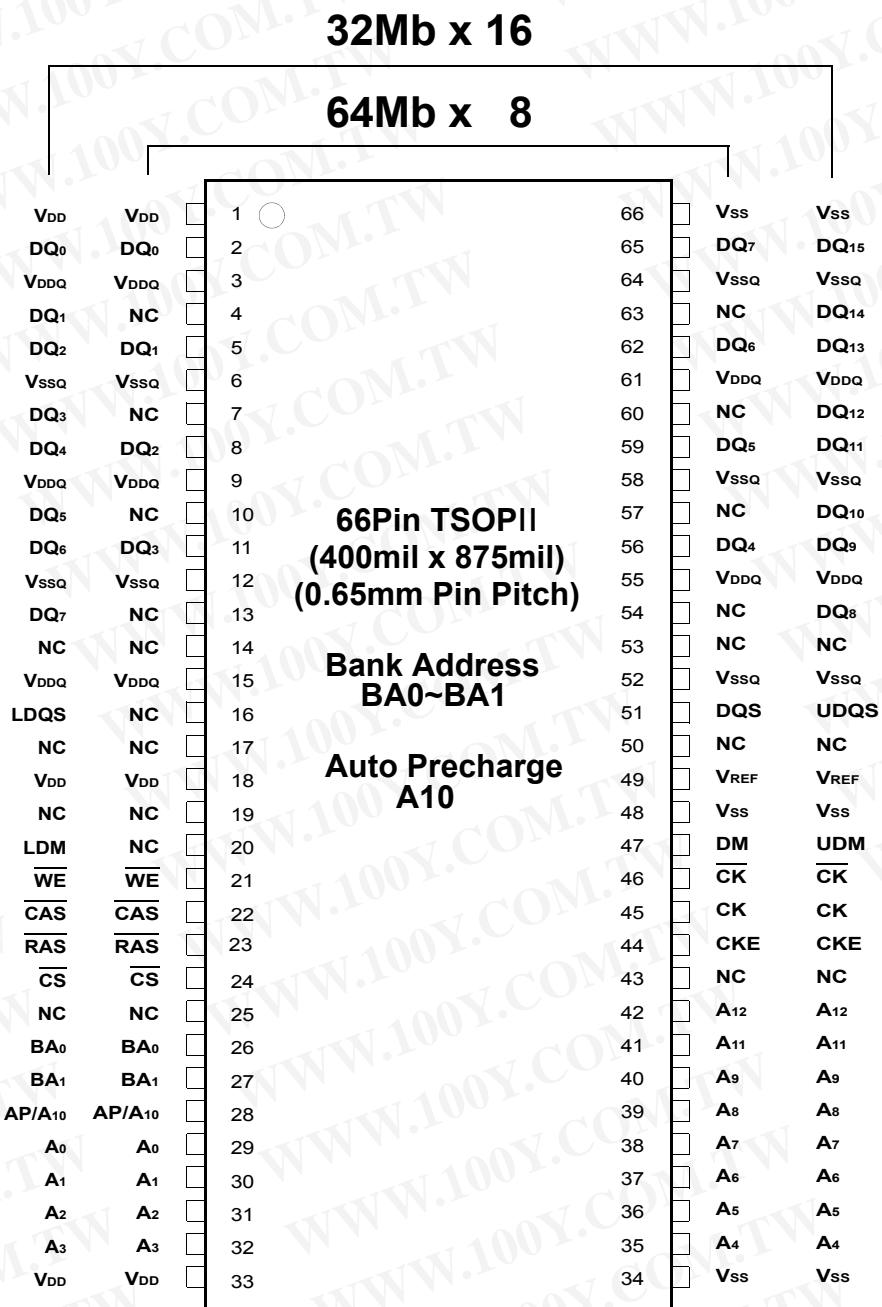 32Mb x 16
64Mb x 8
VDD VDD 1 66 VSS VSS
DQ0 DQ0 2 65 DQ7 DQ15
VDDQ VDDQ 3 64 VSSQ VSSQ
DQ1 NC 4 63 NC DQ14
DQ2 DQ1 5 62 DQ6 DQ13
VSSQ VSSQ 6 61 VDDQ VDDQ
DQ3 NC 7 60 NC DQ12
DQ4 DQ2 8 59 DQ5 DQ11
VDDQ VDDQ 9 58 VSSQ VSSQ
DQ5 NC 10 57 NC DQ10
DQ6 DQ3 11 56 DQ4 DQ9
VSSQ VSSQ 12 55 VDDQ VDDQ
DQ7 NC 13 54 NC DQ8
NC NC 14 53 NC NC
VDDQ VDDQ 15 52 VSSQ VSSQ
LDQS NC 16 51 DQS UDQS
NC NC 17 50 NC NC
VDD VDD 18 49 VREF VREF
NC NC 19 48 VSS VSS
LDM NC 20 47 DM UDM
W̅E̅ W̅E̅ 21 46 C̅K̅ C̅K̅
C̅A̅S̅ C̅A̅S̅ 22 45 CK CK
R̅A̅S̅ R̅A̅S̅ 23 44 CKE CKE
C̅S̅ C̅S̅ 24 43 NC NC
NC NC 25 42 A12 A12
BA0 BA0 26 41 A11 A11
BA1 BA1 27 40 A9 A9
AP/A10 AP/A10 28 39 A8 A8
A0 A0 29 38 A7 A7
A1 A1 30 37 A6 A6
A2 A2 31 36 A5 A5
A3 A3 32 35 A4 A4
VDD VDD 33 34 VSS VSS
66Pin TSOPII
(400mil x 875mil)
(0.65mm Pin Pitch)
Bank Address
BA0~BA1
Auto Precharge
A10
WWW.100Y.COM.TW